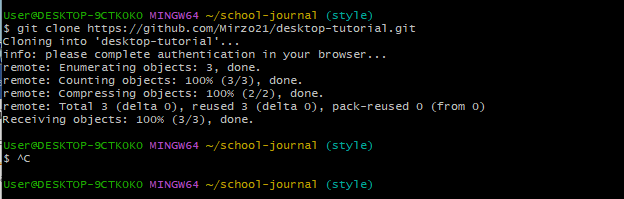 User@DESKTOP-9CTKOKO MINGW64 ~/school-journal (style)
$ git clone https://github.com/Mirzo21/desktop-tutorial.git
Cloning into 'desktop-tutorial'...
info: please complete authentication in your browser...
remote: Enumerating objects: 3, done.
remote: Counting objects: 100% (3/3), done.
remote: Compressing objects: 100% (2/2), done.
remote: Total 3 (delta 0), reused 3 (delta 0), pack-reused 0 (from 0)
Receiving objects: 100% (3/3), done.
User@DESKTOP-9CTKOKO MINGW64 ~/school-journal (style)
$ ^C
User@DESKTOP-9CTKOKO MINGW64 ~/school-journal (style)